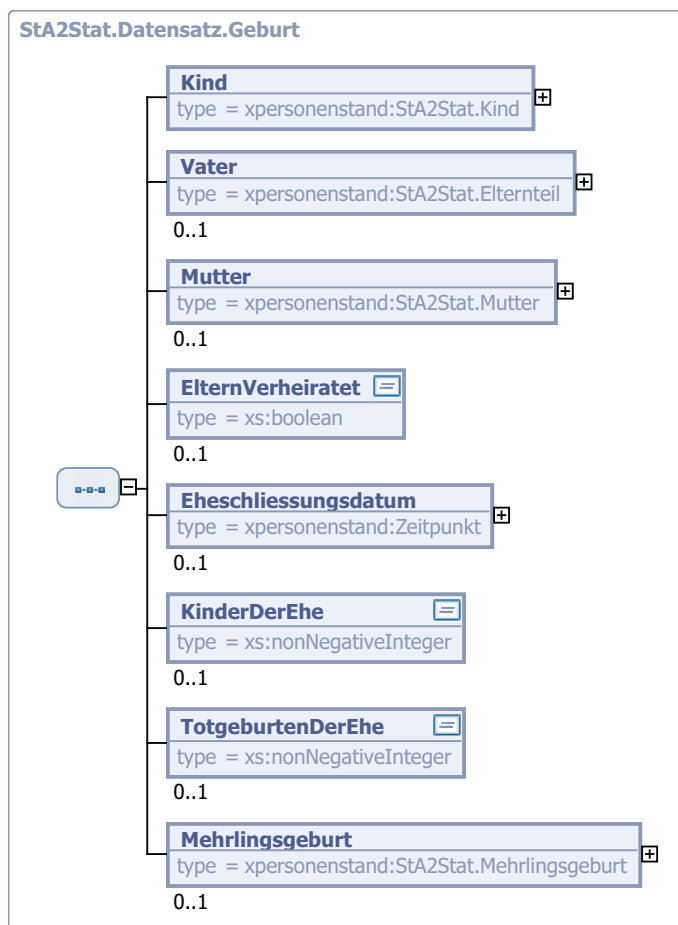 StA2Stat.Datensatz.Geburt
Kind
type = xpersonenstand:StA2Stat.Kind
Vater
type = xpersonenstand:StA2Stat.Elternteil
0..1
Mutter
type = xpersonenstand:StA2Stat.Mutter
0..1
ElternVerheiratet
type = xs:boolean
0..1
Eheschliessungsdatum
type = xpersonenstand:Zeitpunkt
0..1
KinderDerEhe
type = xs:nonNegativeInteger
0..1
TotgeburtenDerEhe
type = xs:nonNegativeInteger
0..1
Mehrlingsgeburt
type = xpersonenstand:StA2Stat.Mehrlingsgeburt
0..1